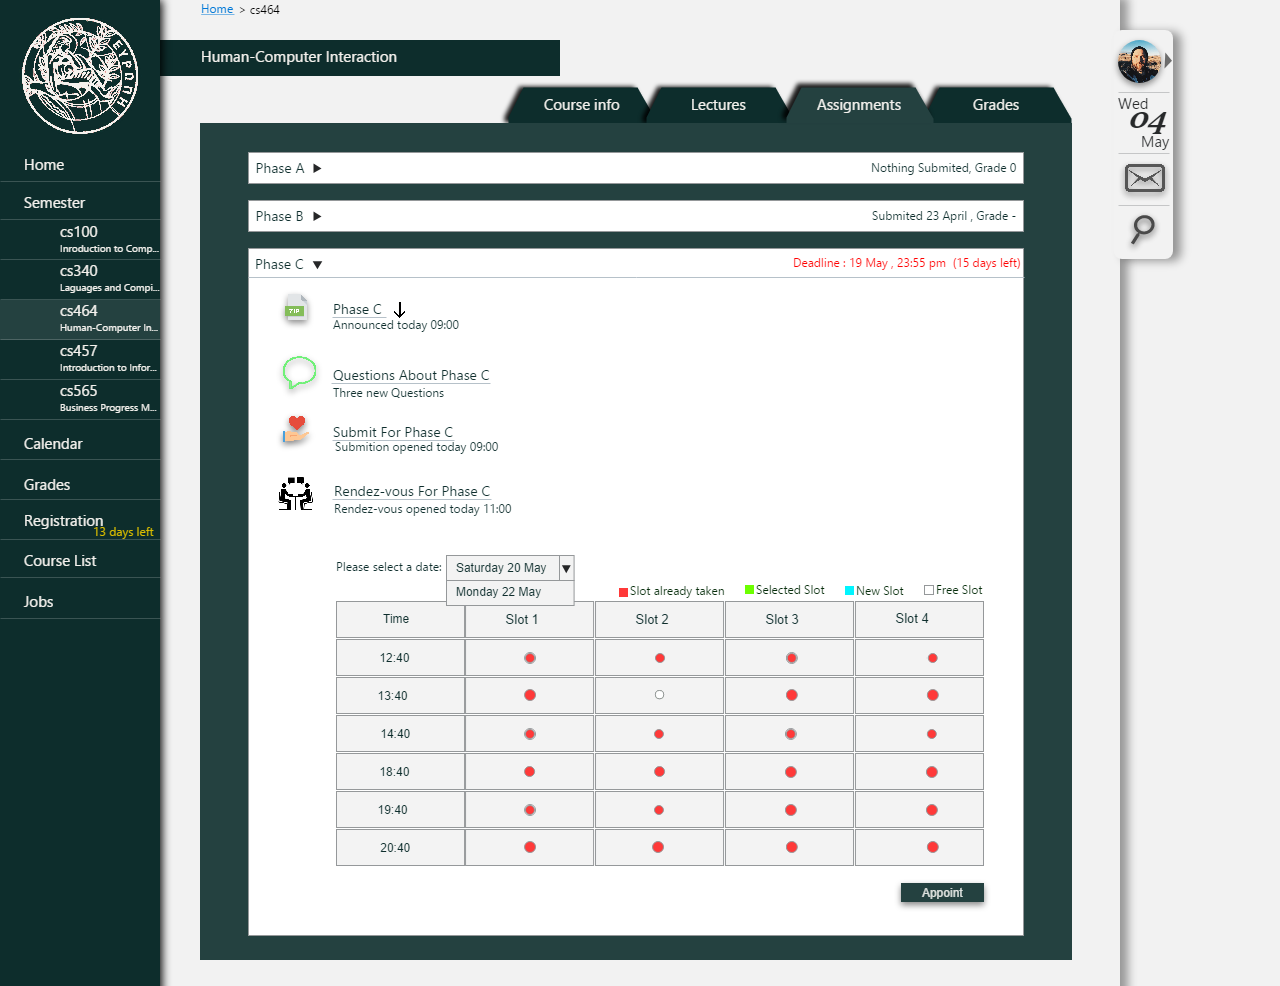 ΕΥΡΩΠΗ
Home > cs464
Human-Computer Interaction
Course info
Lectures
Assignments
Grades
Wed
04
May
Home
Semester
cs100
Inroduction to Comp...
cs340
Laguages and Compi...
cs464
Human-Computer In...
cs457
Introduction to Infor...
cs565
Business Progress M...
Calendar
Grades
Registration
13 days left
Course List
Jobs
Phase A
Nothing Submited, Grade 0
Phase B
Submited 23 April , Grade -
Phase C
Deadline : 19 May , 23:55 pm (15 days left)
ZIP
Phase C
Announced today 09:00
Questions About Phase C
Three new Questions
Submit For Phase C
Submition opened today 09:00
Rendez-vous For Phase C
Rendez-vous opened today 11:00
Please select a date: Saturday 20 May
Monday 22 May
Slot already taken Selected Slot New Slot Free Slot
Time Slot 1 Slot 2 Slot 3 Slot 4
12:40
13:40
14:40
18:40
19:40
20:40
Appoint